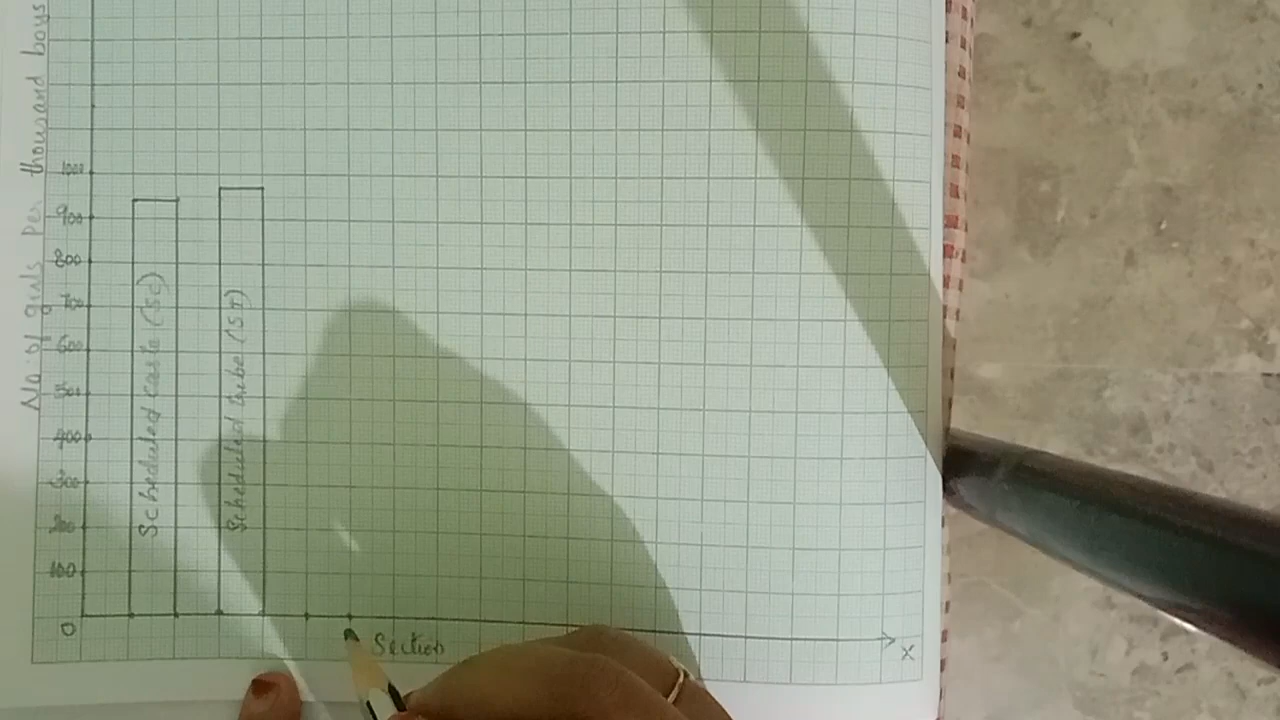 No. of girls per thousand boys
1000
900
800
700
600
500
400
300
200
100
0
Scheduled caste (SC)
Scheduled tribe (ST)
Section
X